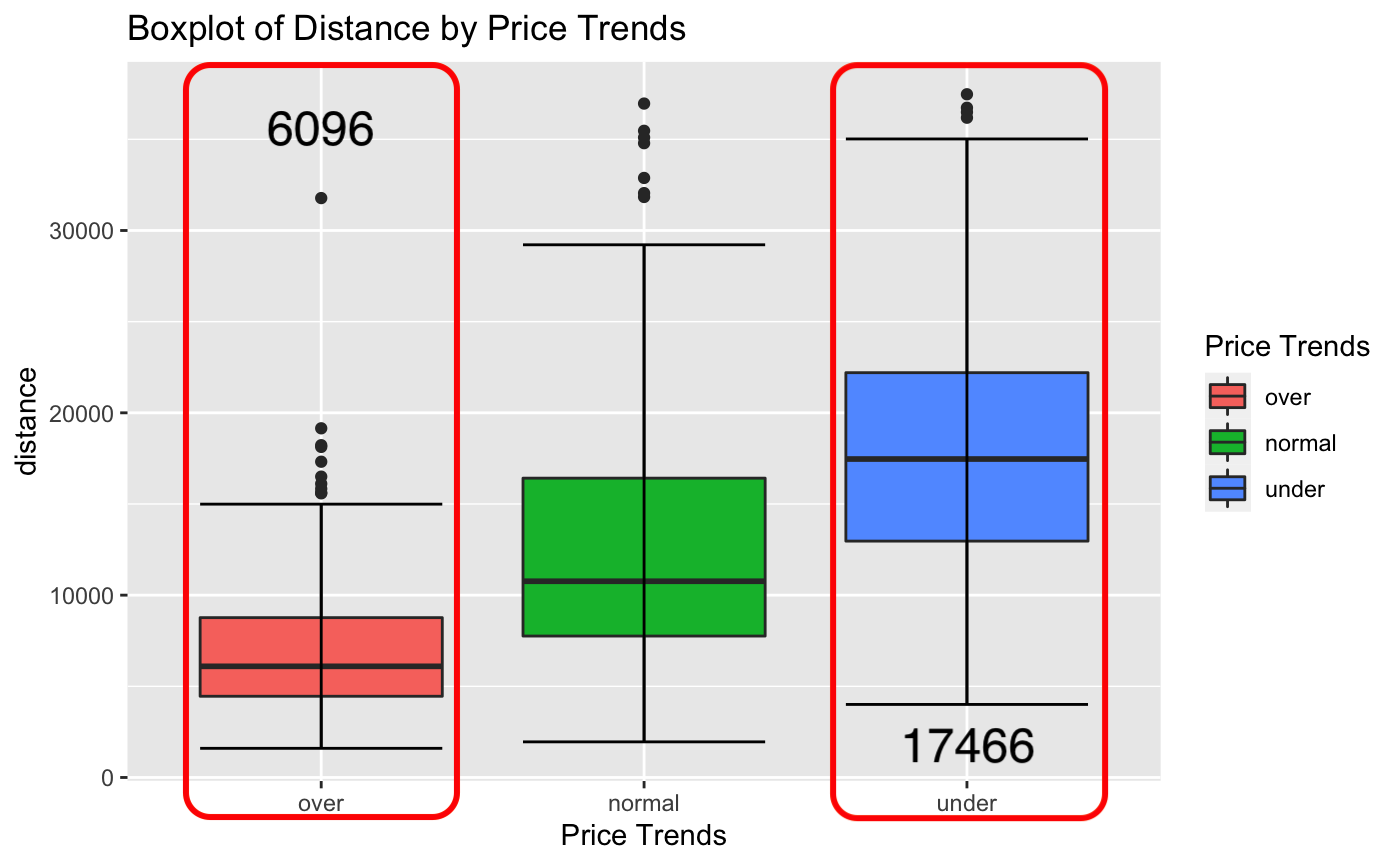 Boxplot of Distance by Price Trends
6096
30000
20000
10000
0
distance
17466
over
normal
under
Price Trends
Price Trends
over
normal
under